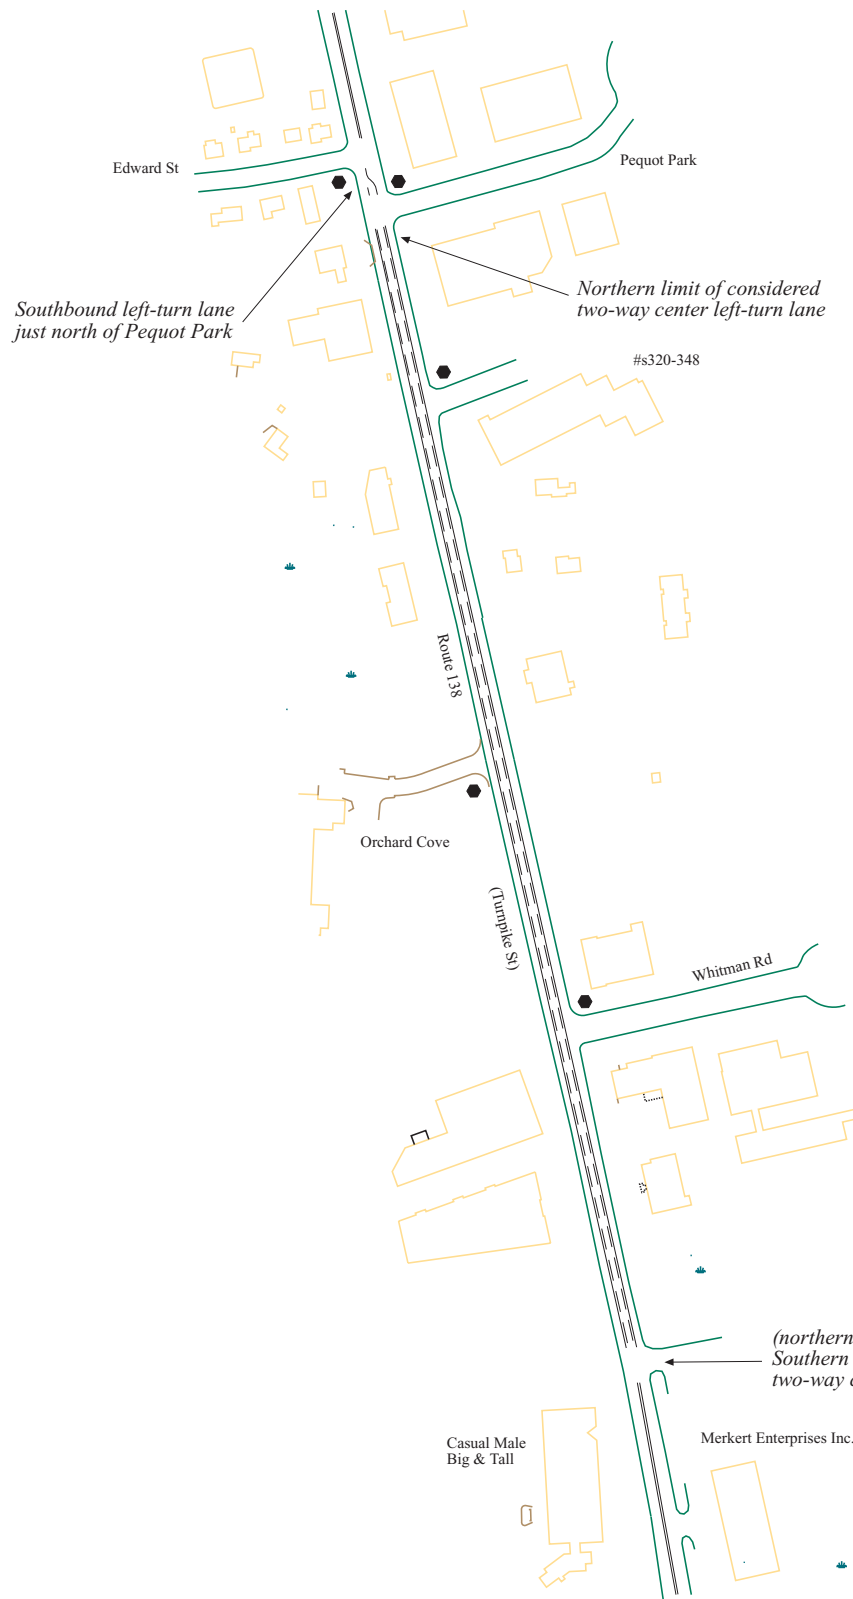 Edward St
Pequot Park
Southbound left-turn lane
just north of Pequot Park
Northern limit of considered
two-way center left-turn lane
#s320-348
Route 138
Orchard Cove
(Turnpike St)
Whitman Rd
(northern
Southern
two-way
Casual Male
Big & Tall
Merkert Enterprises Inc.